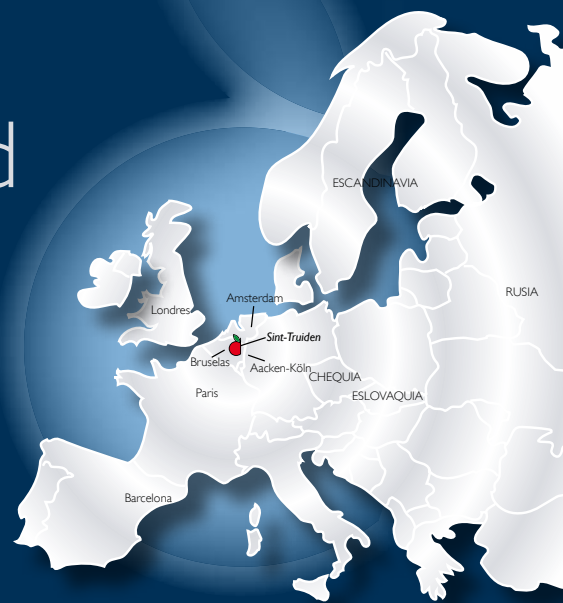 d
ESCANDINAVIA
RUSIA
Amsterdam
Londres
Sint-Truiden
Bruselas
Aacken-Köln
CHEQUIA
Paris
ESLOVAQUIA
Barcelona